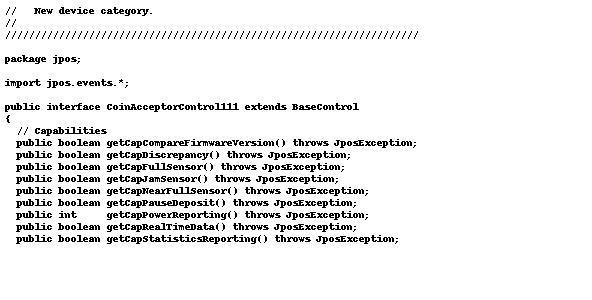 //   New device category.
//
/////////////////////////////////////////////////////////////////////
package jpos;
import jpos.events.*;
public interface CoinAcceptorControl111 extends BaseControl
{
  // Capabilities
  public boolean getCapCompareFirmwareVersion() throws JposException;
  public boolean getCapDiscrepancy() throws JposException;
  public boolean getCapFullSensor() throws JposException;
  public boolean getCapJamSensor() throws JposException;
  public boolean getCapNearFullSensor() throws JposException;
  public boolean getCapPauseDeposit() throws JposException;
  public int     getCapPowerReporting() throws JposException;
  public boolean getCapRealTimeData() throws JposException;
  public boolean getCapStatisticsReporting() throws JposException;